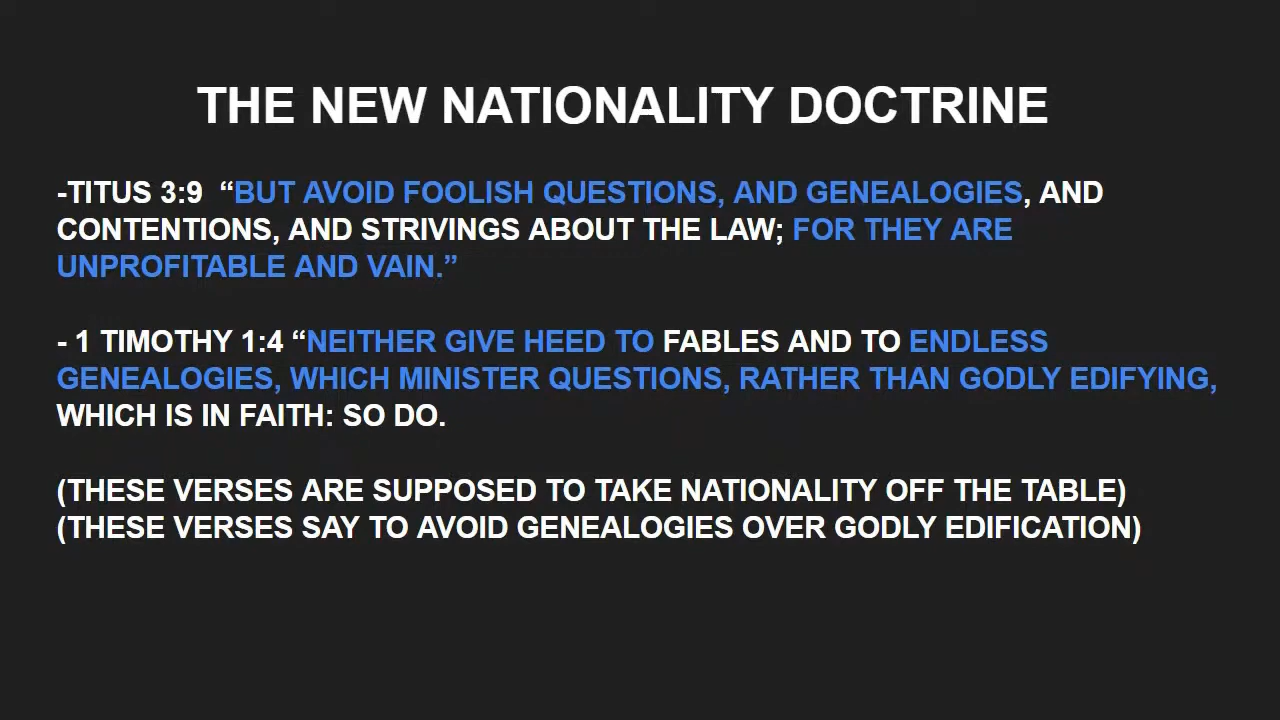 THE NEW NATIONALITY DOCTRINE
-TITUS 3:9  “BUT AVOID FOOLISH QUESTIONS, AND GENEALOGIES, AND
CONTENTIONS, AND STRIVINGS ABOUT THE LAW; FOR THEY ARE
UNPROFITABLE AND VAIN.”
- 1 TIMOTHY 1:4 “NEITHER GIVE HEED TO FABLES AND TO ENDLESS
GENEALOGIES, WHICH MINISTER QUESTIONS, RATHER THAN GODLY EDIFYING,
WHICH IS IN FAITH: SO DO.
(THESE VERSES ARE SUPPOSED TO TAKE NATIONALITY OFF THE TABLE)
(THESE VERSES SAY TO AVOID GENEALOGIES OVER GODLY EDIFICATION)